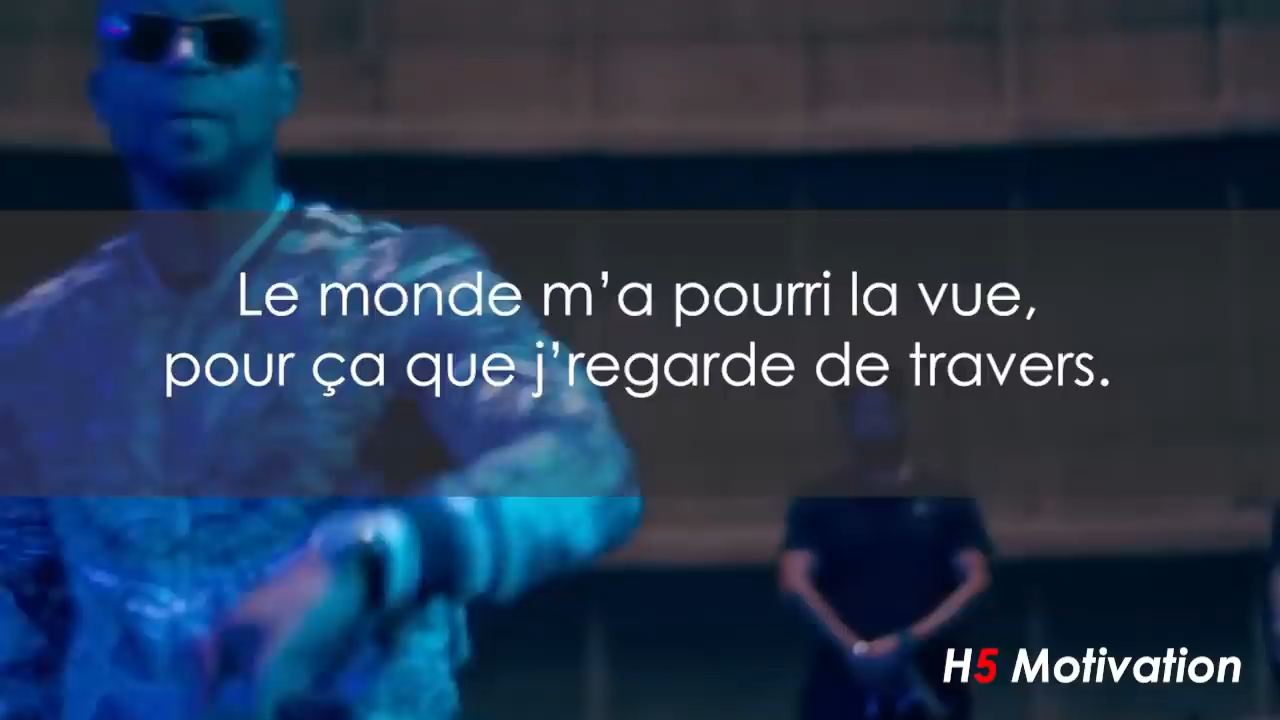 Le monde m’a pourri la vue,
pour ça que j’regarde de travers.
H5 Motivation